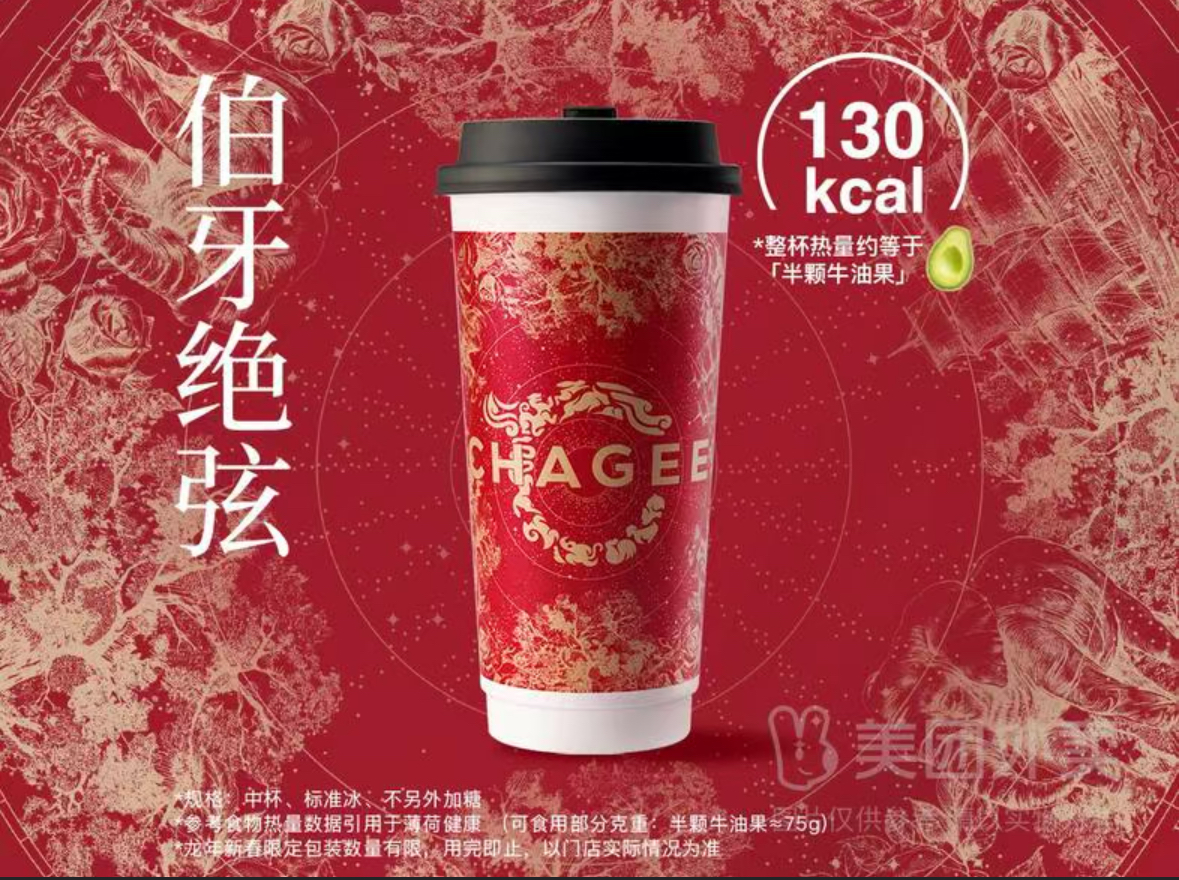 伯牙绝弦
130
kcal
*整杯热量约等于
「半颗牛油果」
CHAGEE
美团外卖
*规格：中杯、标准冰、不另外加糖
*参考食物热量数据引用于薄荷健康 （可食用部分克重：半颗牛油果≈75g)
*龙年新春限定包装数量有限，用完即止，以门店实际情况为准